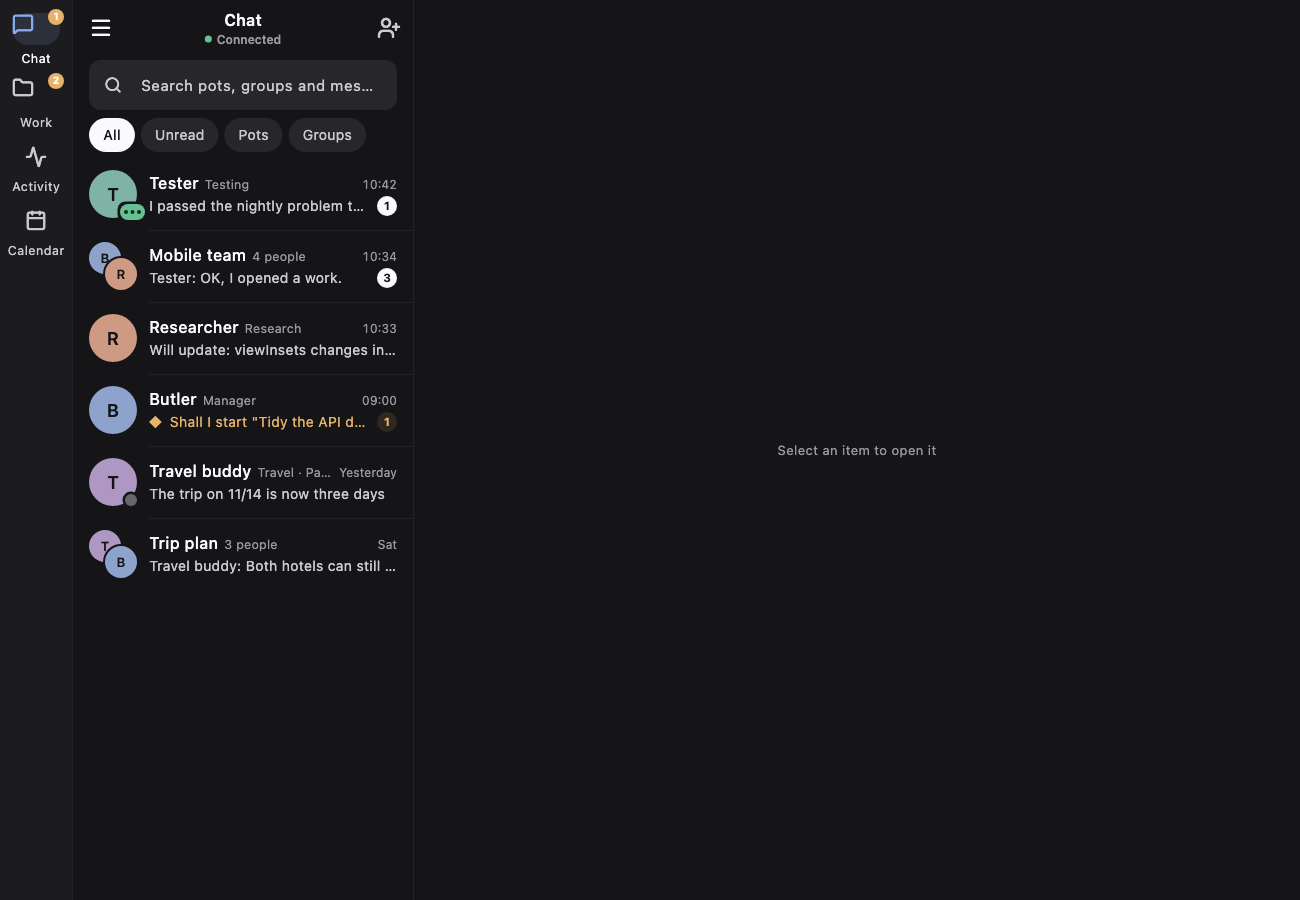 1
Chat
2
Work
Activity
Calendar
Chat
Connected
Search pots, groups and mes...
All
Unread
Pots
Groups
T
Tester Testing 10:42
I passed the nightly problem t... 1
B
R
Mobile team 4 people 10:34
Tester: OK, I opened a work. 3
R
Researcher Research 10:33
Will update: viewInsets changes in...
B
Butler Manager 09:00
Shall I start "Tidy the API d... 1
T
Travel buddy Travel · Pa... Yesterday
The trip on 11/14 is now three days
T
B
Trip plan 3 people Sat
Travel buddy: Both hotels can still ...
Select an item to open it